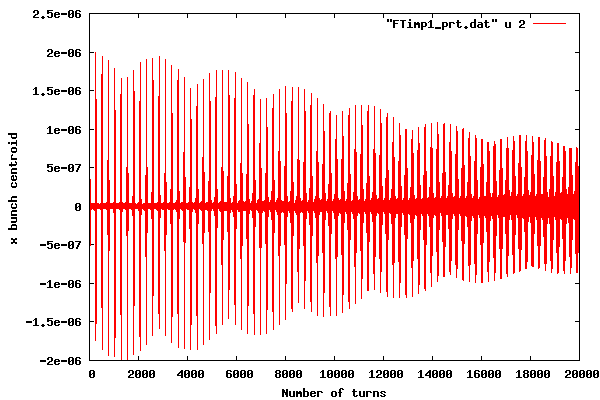 2.5e-06
"FTimp1_prt.dat" u 2
2e-06
1.5e-06
1e-06
5e-07
0
-5e-07
-1e-06
-1.5e-06
-2e-06
x bunch centroid
0 2000 4000 6000 8000 10000 12000 14000 16000 18000 20000
Number of turns